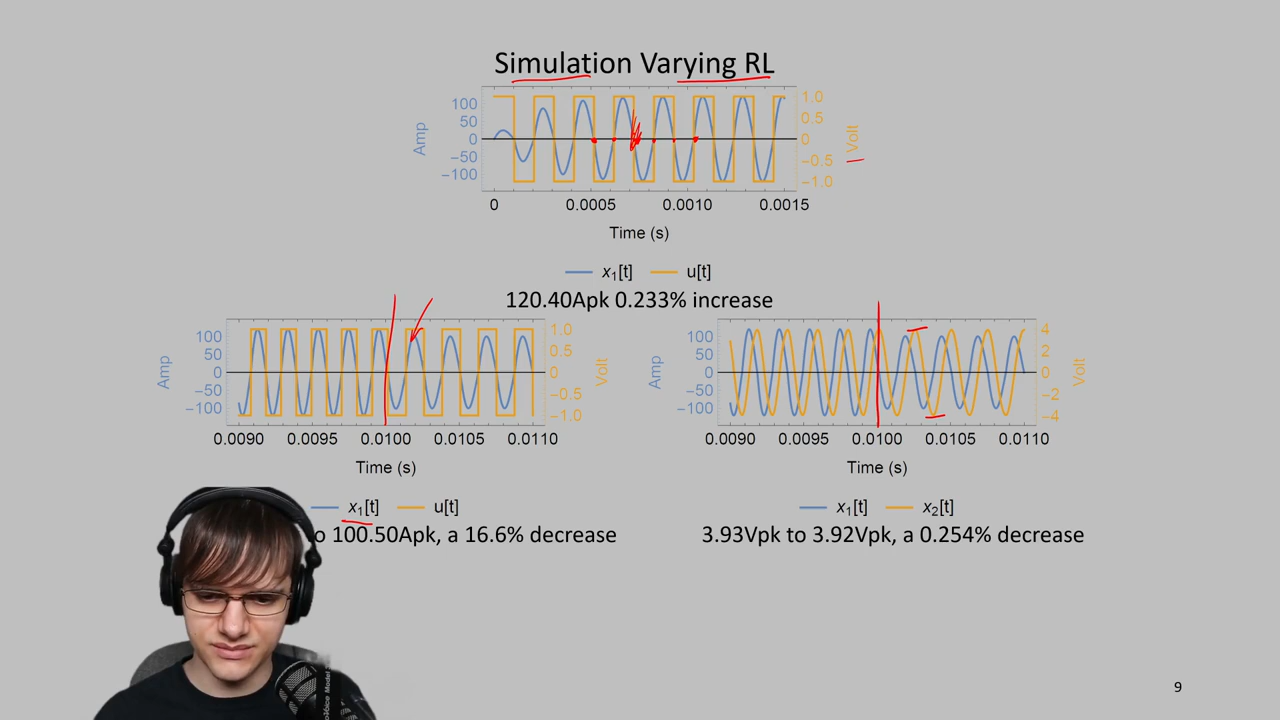 Simulation Varying RL
100
50
0
−50
−100
Amp
1.0
0.5
0
−0.5
−1.0
Volt
0 0.0005 0.0010 0.0015
Time (s)
x1[t] u[t]
120.40Apk 0.233% increase
100
50
0
−50
−100
Amp
1.0
0.5
0
−0.5
−1.0
Volt
0.0090 0.0095 0.0100 0.0105 0.0110
Time (s)
x1[t] u[t]
o 100.50Apk, a 16.6% decrease
100
50
0
−50
−100
Amp
4
2
0
−2
−4
Volt
0.0090 0.0095 0.0100 0.0105 0.0110
Time (s)
x1[t] x2[t]
3.93Vpk to 3.92Vpk, a 0.254% decrease
9